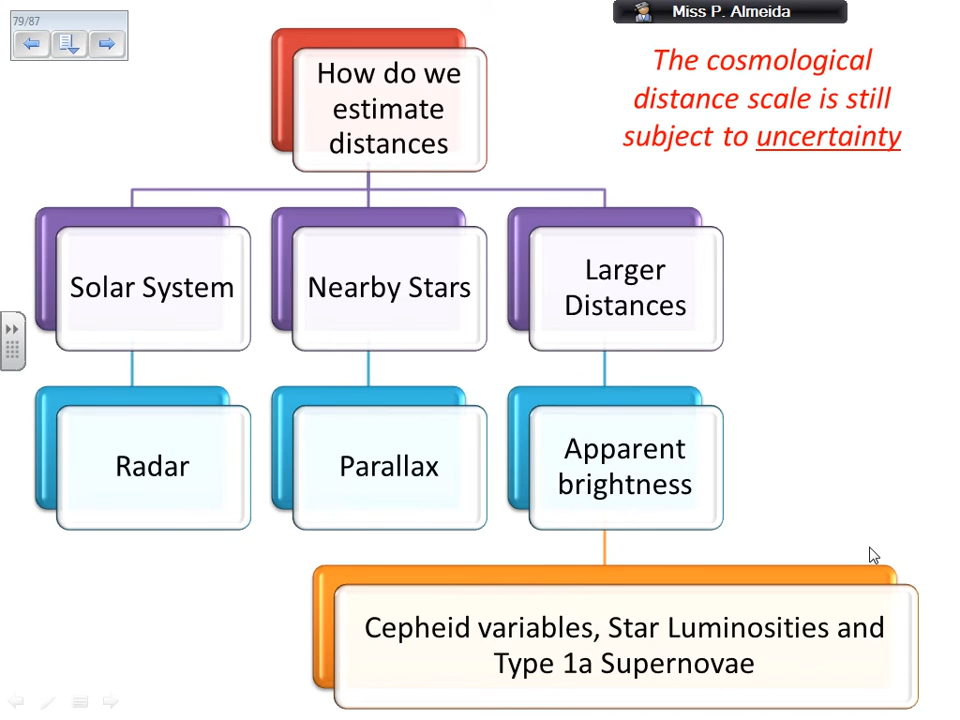 79/87
Miss P. Almeida
The cosmological
distance scale is still
subject to uncertainty
How do we
estimate
distances
Solar System
Nearby Stars
Larger
Distances
Radar
Parallax
Apparent
brightness
Cepheid variables, Star Luminosities and
Type 1a Supernovae